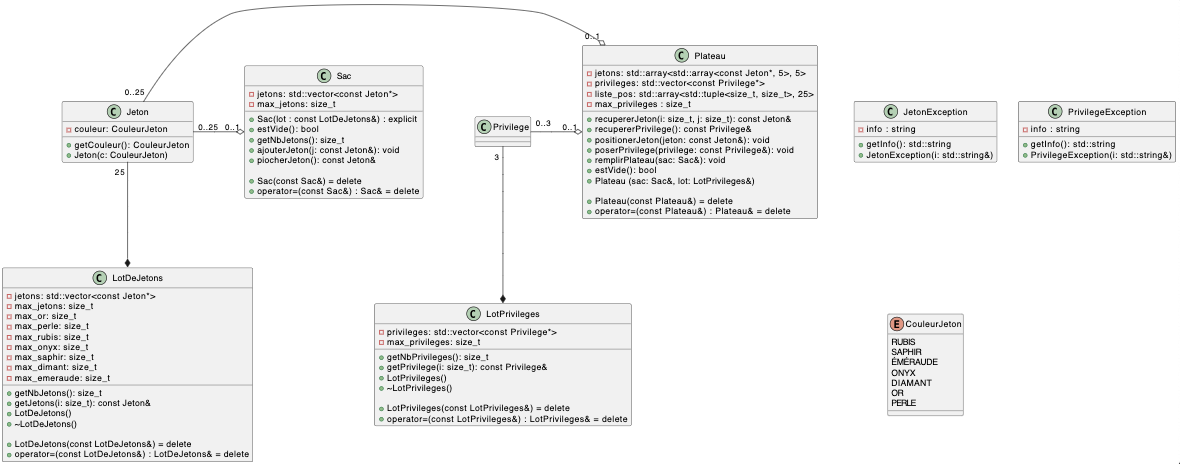 0..1
0..25
C Jeton
couleur: CouleurJeton
getCouleur(): CouleurJeton
Jeton(c: CouleurJeton)
0..25 0..1
25
C Sac
jetons: std::vector<const Jeton*>
max_jetons: size_t
Sac(lot : const LotDeJetons&) : explicit
estVide(): bool
getNbJetons(): size_t
ajouterJeton(j: const Jeton&): void
piocherJeton(): const Jeton&
Sac(const Sac&) = delete
operator=(const Sac&) : Sac& = delete
C Privilege
0..3 0..1
3
C Plateau
jetons: std::array<std::array<const Jeton*, 5>, 5>
privileges: std::vector<const Privilege*>
liste_pos: std::array<std::tuple<size_t, size_t>, 25>
max_privileges : size_t
recupererJeton(i: size_t, j: size_t): const Jeton&
recupererPrivilege(): const Privilege&
positionerJeton(jeton: const Jeton&): void
poserPrivilege(privilege: const Privilege&): void
remplirPlateau(sac: Sac&): void
estVide(): bool
Plateau (sac: Sac&, lot: LotPrivileges&)
Plateau(const Plateau&) = delete
operator=(const Plateau&) : Plateau& = delete
C JetonException
info : string
getInfo(): std::string
JetonException(i: std::string&)
C PrivilegeException
info : string
getInfo(): std::string
PrivilegeException(i: std::string&)
C LotDeJetons
jetons: std::vector<const Jeton*>
max_jetons: size_t
max_or: size_t
max_perle: size_t
max_rubis: size_t
max_onyx: size_t
max_saphir: size_t
max_dimant: size_t
max_emeraude: size_t
getNbJetons(): size_t
getJetons(i: size_t): const Jeton&
LotDeJetons()
~LotDeJetons()
LotDeJetons(const LotDeJetons&) = delete
operator=(const LotDeJetons&) : LotDeJetons& = delete
C LotPrivileges
privileges: std::vector<const Privilege*>
max_privileges: size_t
getNbPrivileges(): size_t
getPrivilege(i: size_t): const Privilege&
LotPrivileges()
~LotPrivileges()
LotPrivileges(const LotPrivileges&) = delete
operator=(const LotPrivileges&) : LotPrivileges& = delete
E CouleurJeton
RUBIS
SAPHIR
ÉMÉRAUDE
ONYX
DIAMANT
OR
PERLE